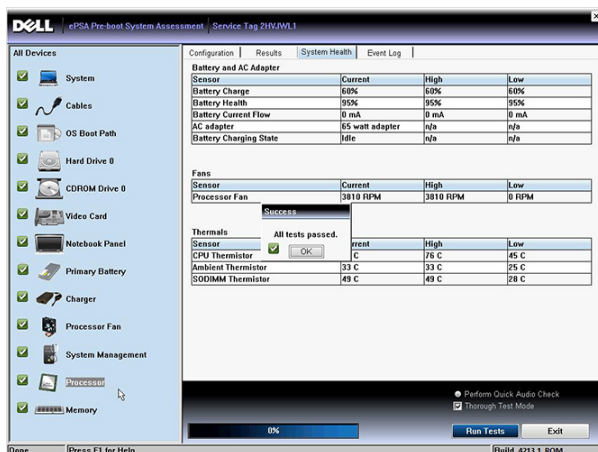 DELL ePSA Pre-boot System Assessment Service Tag 2HVJWL1
All Devices
System
Cables
OS Boot Path
Hard Drive 0
CDROM Drive 0
Video Card
Notebook Panel
Primary Battery
Charger
Processor Fan
System Management
Processor
Memory
Configuration Results System Health Event Log
Battery and AC Adapter
Sensor Current High Low
Battery Charge 60% 60% 60%
Battery Health 95% 95% 95%
Battery Current Flow 0 mA 0 mA 0 mA
AC adapter 65 watt adapter n/a n/a
Battery Charging State Idle n/a n/a
Fans
Sensor Current High Low
Processor Fan 3810 RPM 3810 RPM 0 RPM
Success
All tests passed.
OK
Thermals
Sensor rrent High Low
CPU Thermistor C 76 C 45 C
Ambient Thermistor 33 C 33 C 25 C
SODIMM Thermistor 49 C 49 C 28 C
Perform Quick Audio Check
Thorough Test Mode
0% Run Tests Exit
Done Press F1 for Help Build 4213.1 ROM